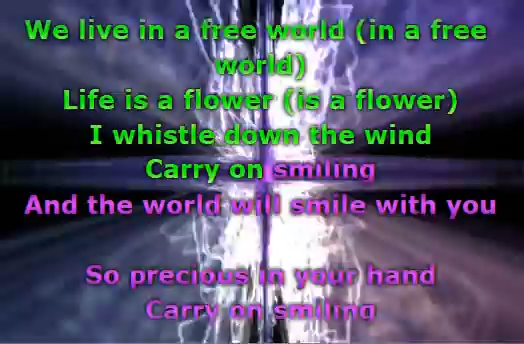 We live in a free world (in a free
world)
Life is a flower (is a flower)
I whistle down the wind
Carry on smiling
And the world will smile with you
So precious in your hand
Carry on smiling